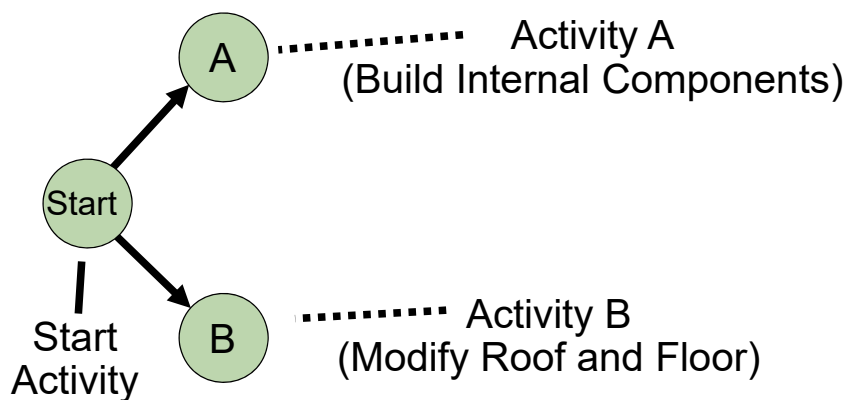 A
Activity A
(Build Internal Components)
Start
Start
Activity
B
Activity B
(Modify Roof and Floor)